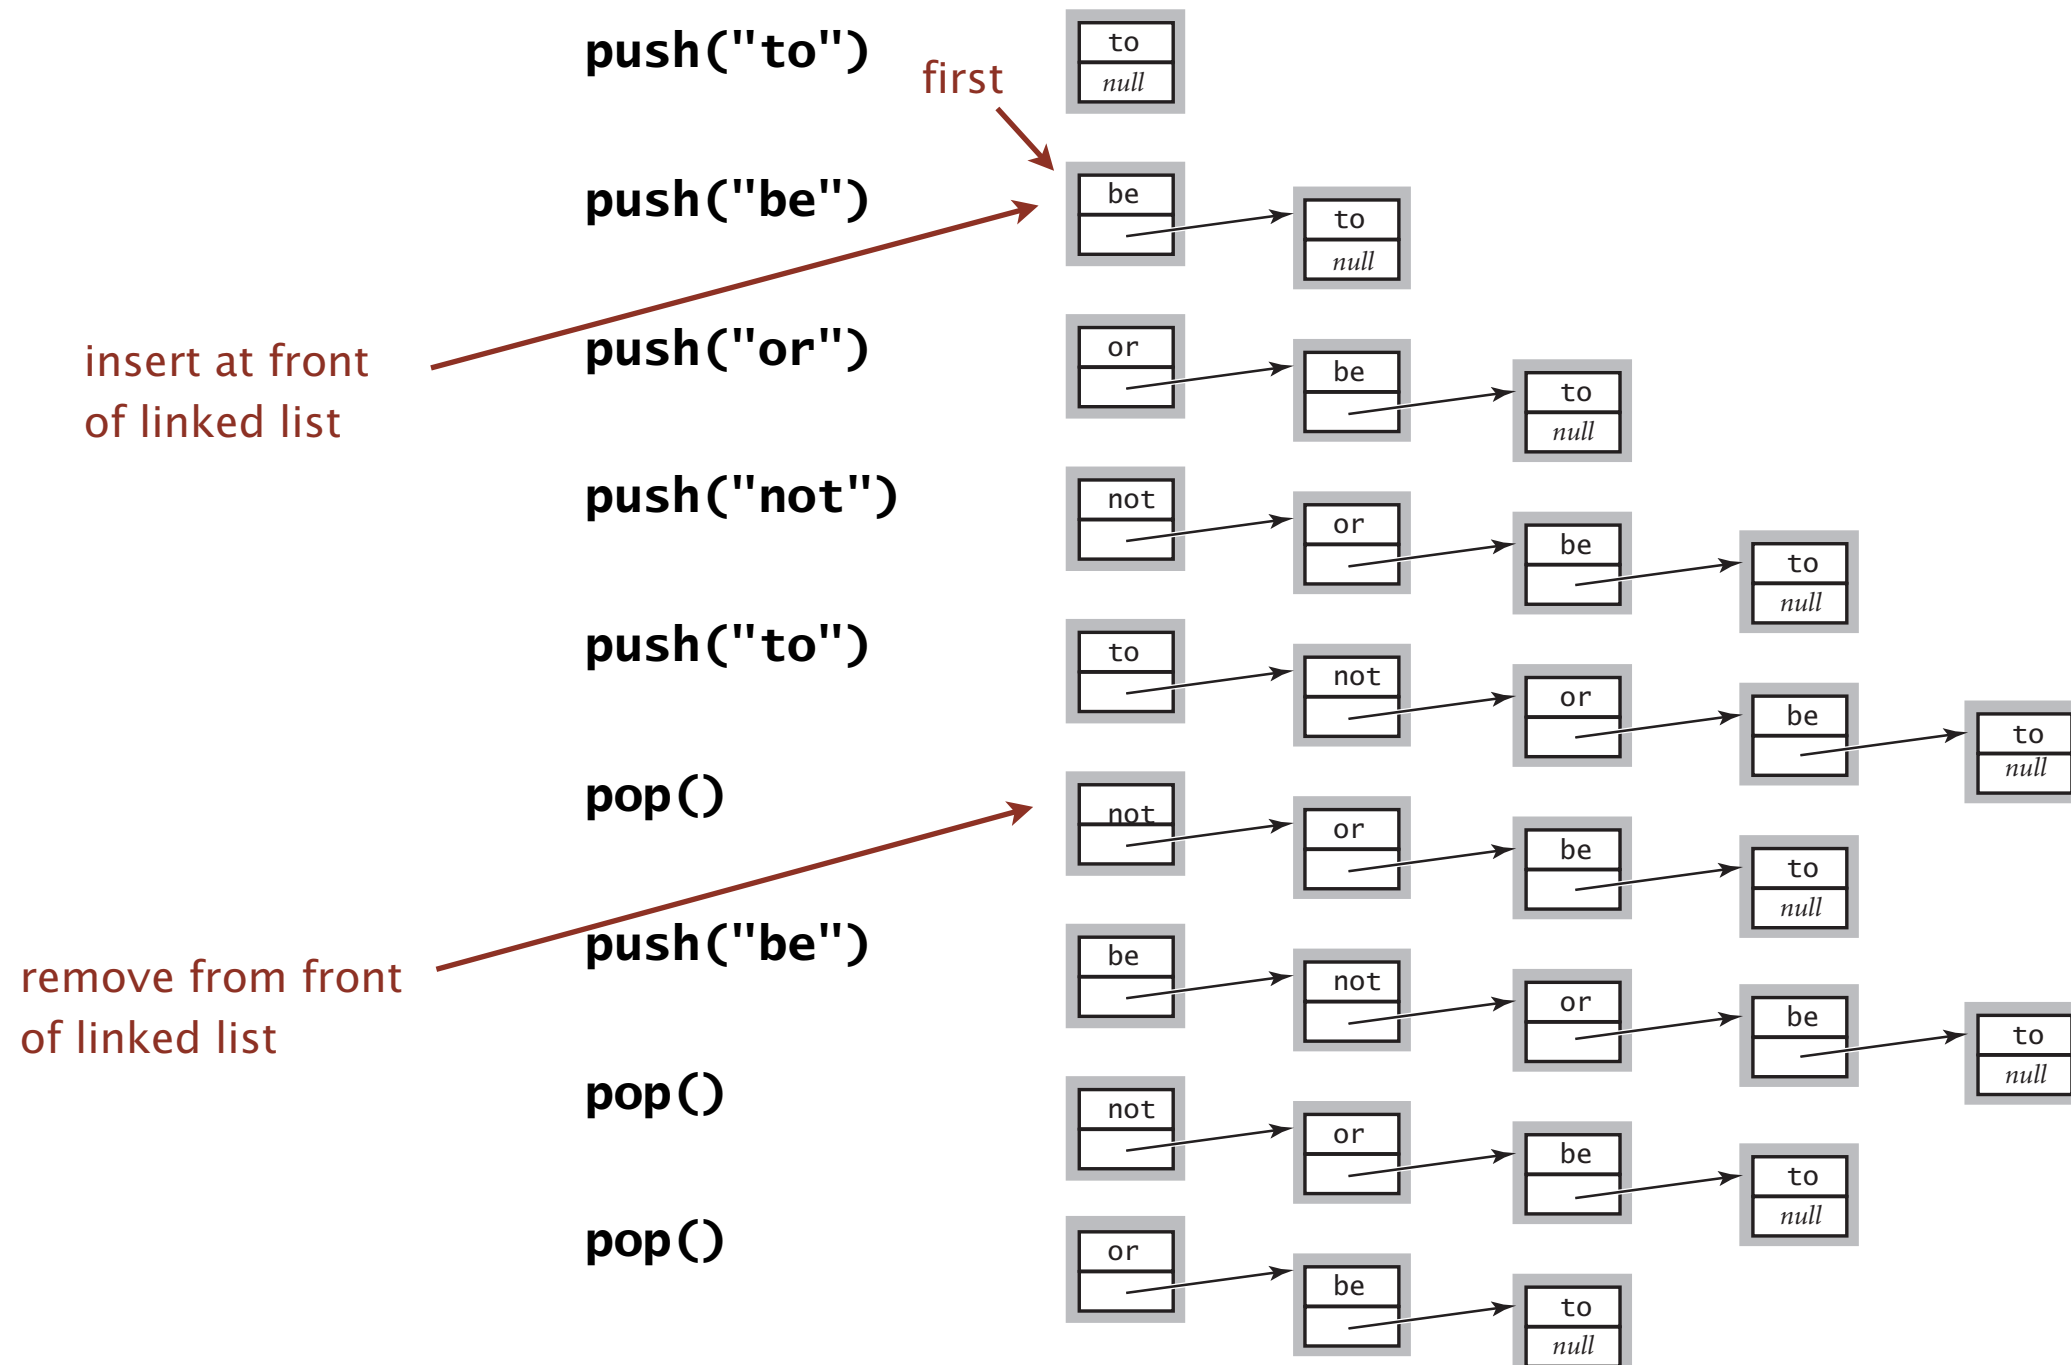 push("to")
first
to
null
push("be")
be
to
null
insert at front
of linked list
push("or")
or
be
to
null
push("not")
not
or
be
to
null
push("to")
to
not
or
be
to
null
pop()
not
or
be
to
null
remove from front
of linked list
push("be")
be
not
or
be
to
null
pop()
not
or
be
to
null
pop()
or
be
to
null